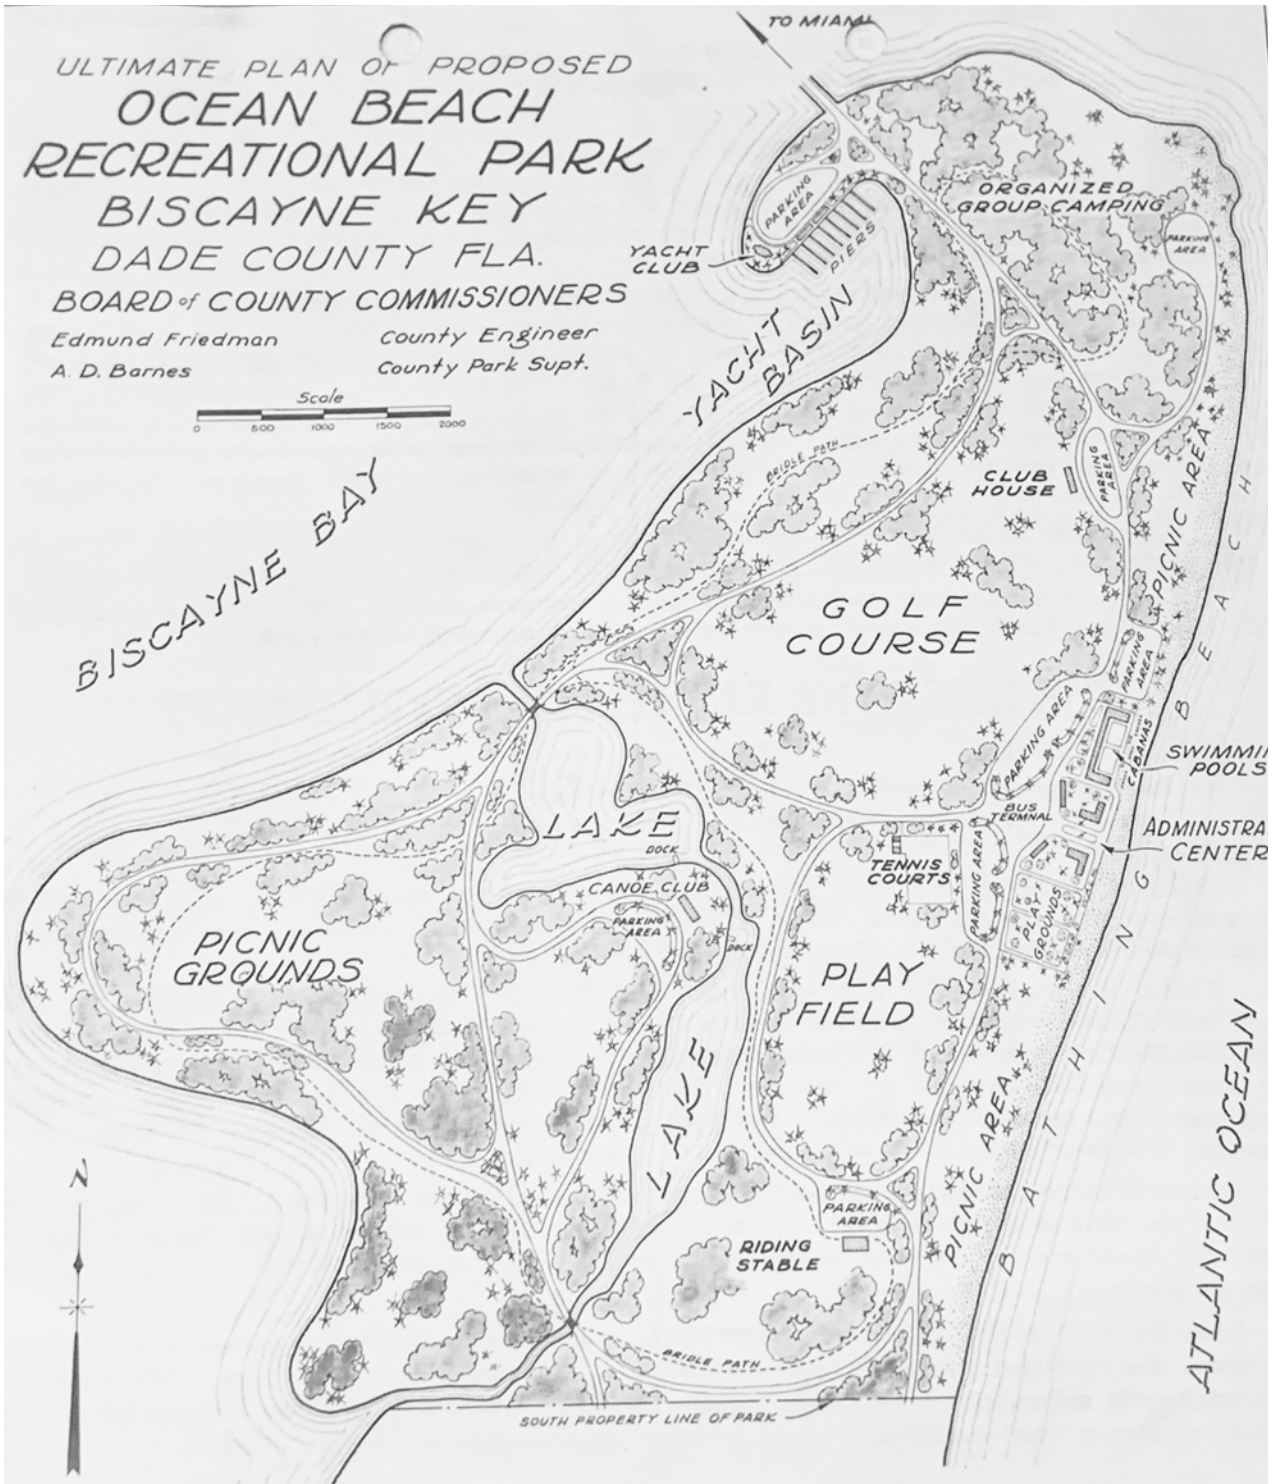 TO MIAMI
ULTIMATE PLAN OF PROPOSED
OCEAN BEACH
RECREATIONAL PARK
BISCAYNE KEY
DADE COUNTY FLA.
BOARD of COUNTY COMMISSIONERS
Edmund Friedman County Engineer
A. D. Barnes County Park Supt.
Scale
0 500 1000 1500 2000
PARKING
AREA
YACHT
CLUB
PIERS
YACHT
BASIN
ORGANIZED
GROUP CAMPING
PARKING
AREA
BISCAYNE BAY
BRIDLE PATH
CLUB
HOUSE
PARKING
AREA
PICNIC AREA
GOLF
COURSE
PARKING
AREA
PARKING AREA
CABANAS
SWIMMIN
POOLS
BUS
TERMNAL
ADMINISTRA
CENTER
LAKE
DOCK
TENNIS
COURTS
PARKING AREA
PLAY-
GROUNDS
CANOE CLUB
PARKING
AREA
DOCK
PICNIC
GROUNDS
PLAY
FIELD
LAKE
PICNIC AREA
BATHING BEACH
ATLANTIC OCEAN
N
PARKING
AREA
RIDING
STABLE
BRIDLE PATH
SOUTH PROPERTY LINE OF PARK